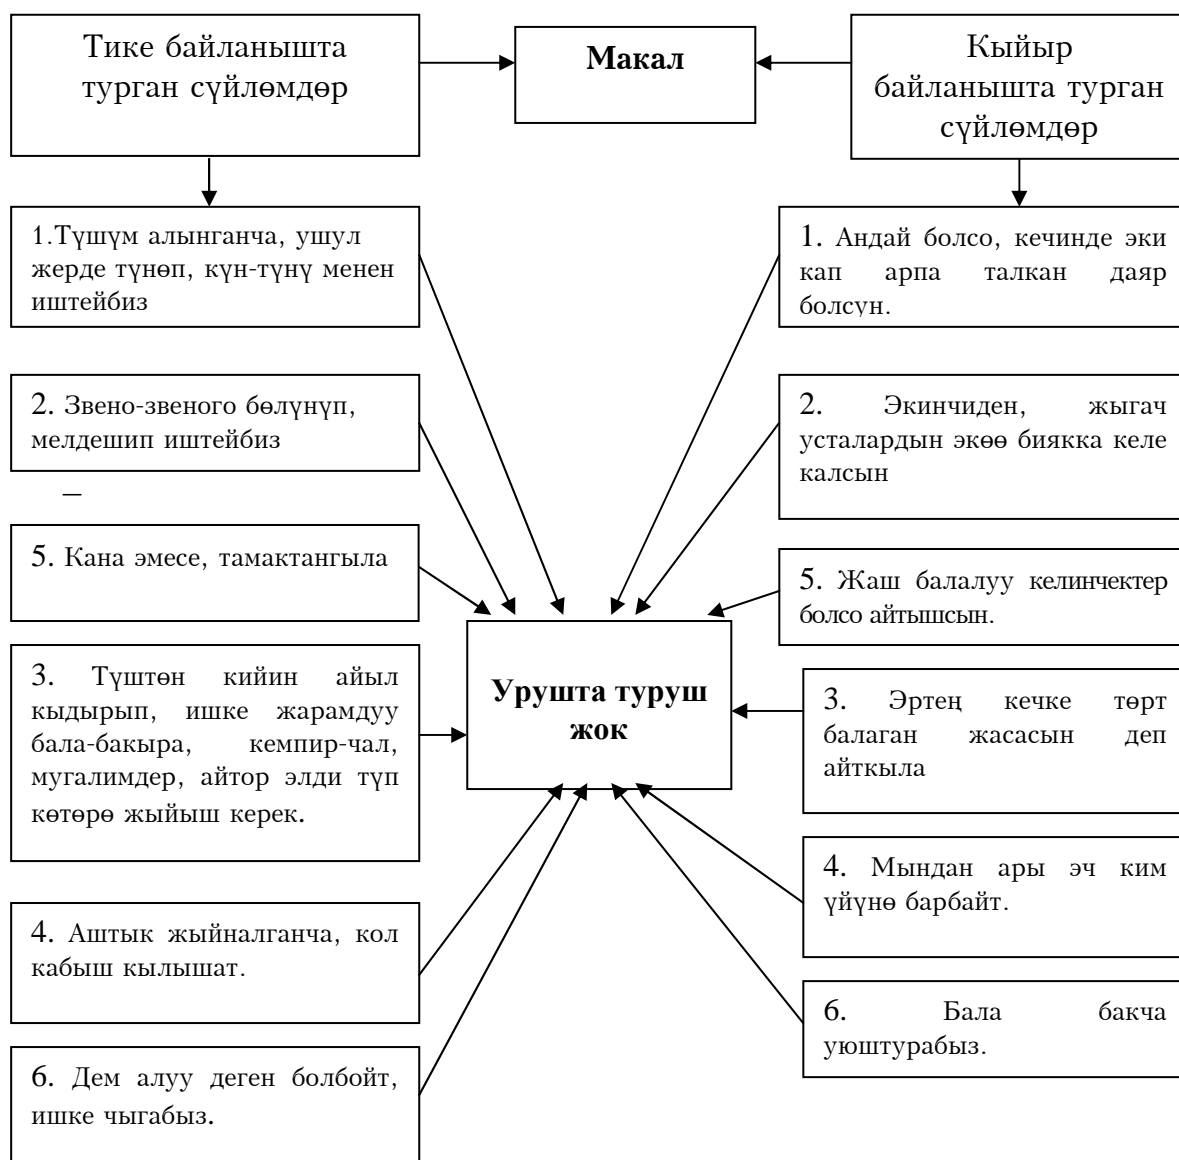 Тике байланышта
турган сүйлөмдөр
Макал
Кыйыр
байланышта турган
сүйлөмдөр
1.Түшүм алынганча, ушул
жерде түнөп, күн-түнү менен
иштейбиз
1. Андай болсо, кечинде эки
кап арпа талкан даяр
болсун.
2. Звено-звеного бөлүнүп,
мелдешип иштейбиз
–
2. Экинчиден, жыгач
усталардын экөө биякка келе
калсын
5. Кана эмесе, тамактангыла
5. Жаш балалуу келинчектер
болсо айтышсын.
Урушта туруш
жок
3. Түштөн кийин айыл
кыдырып, ишке жарамдуу
бала-бакыра, кемпир-чал,
мугалимдер, айтор элди түп
көтөрө жыйыш керек.
3. Эртең кечке төрт
балаган жасасын деп
айткыла
4. Мындан ары эч ким
үйүнө барбайт.
4. Аштык жыйналганча, кол
кабыш кылышат.
6. Бала бакча
уюштурабыз.
6. Дем алуу деген болбойт,
ишке чыгабыз.